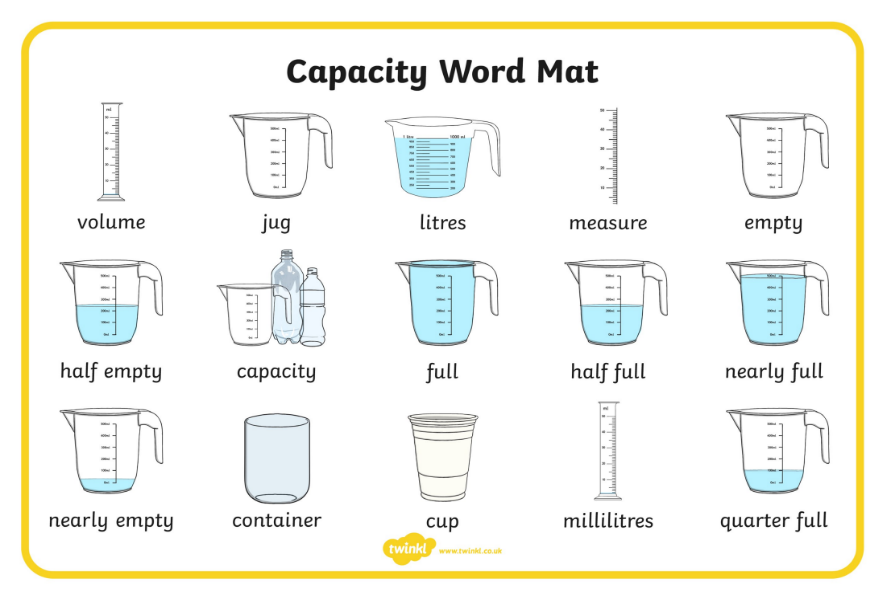 Capacity Word Mat
volume jug litres measure empty
half empty capacity full half full nearly full
nearly empty container cup millilitres quarter full
twinkl www.twinkl.co.uk